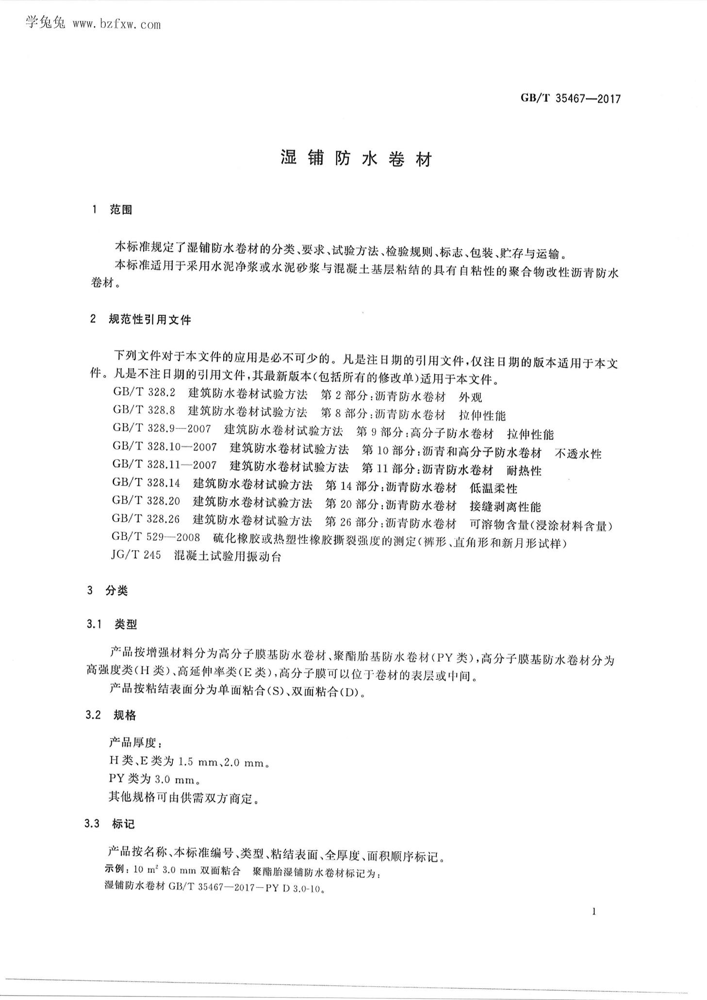 学兔兔 www.bzfxw.com
GB/T 35467—2017
湿铺防水卷材
1 范围
本标准规定了湿铺防水卷材的分类、要求、试验方法、检验规则、标志、包装、贮存与运输。
本标准适用于采用水泥净浆或水泥砂浆与混凝土基层粘结的具有自粘性的聚合物改性沥青防水
卷材。
2 规范性引用文件
下列文件对于本文件的应用是必不可少的。凡是注日期的引用文件,仅注日期的版本适用于本文
件。凡是不注日期的引用文件,其最新版本(包括所有的修改单)适用于本文件。
GB/T 328.2 建筑防水卷材试验方法 第2部分:沥青防水卷材 外观
GB/T 328.8 建筑防水卷材试验方法 第8部分:沥青防水卷材 拉伸性能
GB/T 328.9—2007 建筑防水卷材试验方法 第9部分:高分子防水卷材 拉伸性能
GB/T 328.10—2007 建筑防水卷材试验方法 第10部分:沥青和高分子防水卷材 不透水性
GB/T 328.11—2007 建筑防水卷材试验方法 第11部分:沥青防水卷材 耐热性
GB/T 328.14 建筑防水卷材试验方法 第14部分:沥青防水卷材 低温柔性
GB/T 328.20 建筑防水卷材试验方法 第20部分:沥青防水卷材 接缝剥离性能
GB/T 328.26 建筑防水卷材试验方法 第26部分:沥青防水卷材 可溶物含量(浸涂材料含量)
GB/T 529—2008 硫化橡胶或热塑性橡胶撕裂强度的测定(裤形、直角形和新月形试样)
JG/T 245 混凝土试验用振动台
3 分类
3.1 类型
产品按增强材料分为高分子膜基防水卷材、聚酯胎基防水卷材(PY类),高分子膜基防水卷材分为
高强度类(H类)、高延伸率类(E类),高分子膜可以位于卷材的表层或中间。
产品按粘结表面分为单面粘合(S)、双面粘合(D)。
3.2 规格
产品厚度:
H类、E类为1.5 mm、2.0 mm。
PY类为3.0 mm。
其他规格可由供需双方商定。
3.3 标记
产品按名称、本标准编号、类型、粘结表面、全厚度、面积顺序标记。
示例:10 m² 3.0 mm 双面粘合 聚酯胎湿铺防水卷材标记为:
湿铺防水卷材 GB/T 35467—2017—PY D 3.0-10。
1